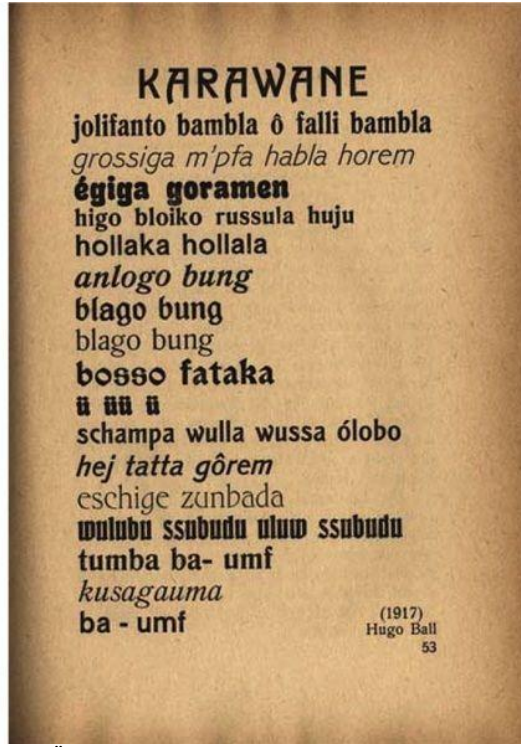 KARAWANE
jolifanto bambla ô falli bambla
grossiga m'pfa habla horem
égiga goramen
higo bloiko russula huju
hollaka hollala
anlogo bung
blago bung
blago bung
bosso fataka
ü üü ü
schampa wulla wussa ólobo
hej tatta gôrem
eschige zunbada
wulubu ssubudu uluw ssubudu
tumba ba- umf
kusagauma
ba - umf
(1917)
Hugo Ball
53